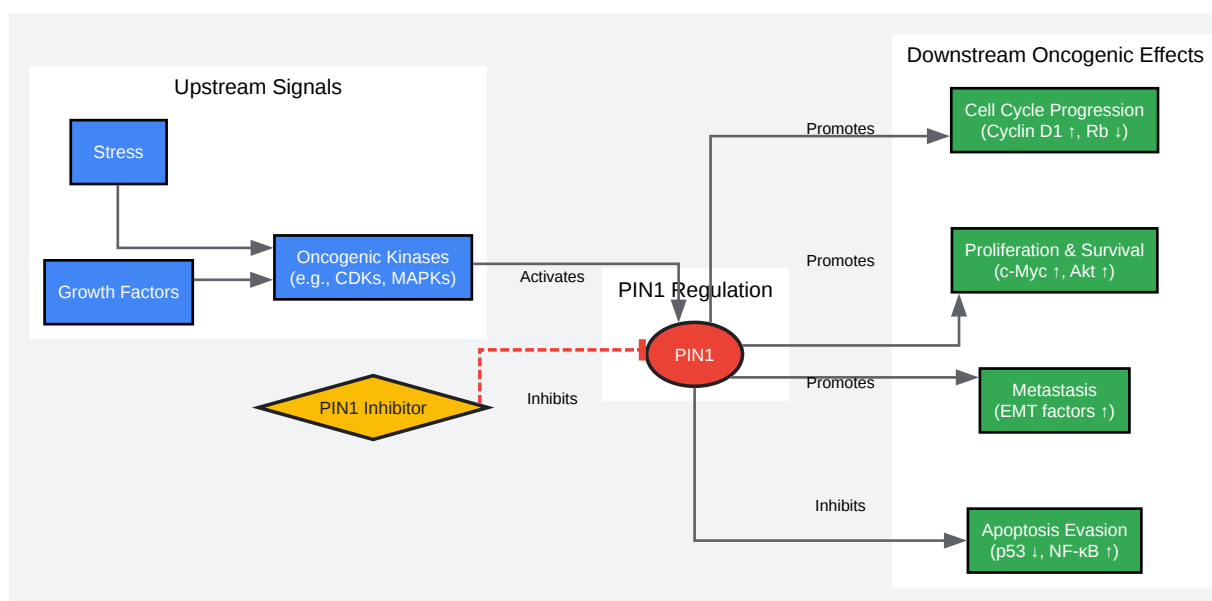 Upstream Signals
Stress
Growth Factors
Oncogenic Kinases
(e.g., CDKs, MAPKs)
Activates
PIN1 Regulation
PIN1
PIN1 Inhibitor
Inhibits
Promotes
Promotes
Promotes
Inhibits
Downstream Oncogenic Effects
Cell Cycle Progression
(Cyclin D1 ↑, Rb ↓)
Proliferation & Survival
(c-Myc ↑, Akt ↑)
Metastasis
(EMT factors ↑)
Apoptosis Evasion
(p53 ↓, NF-κB ↑)